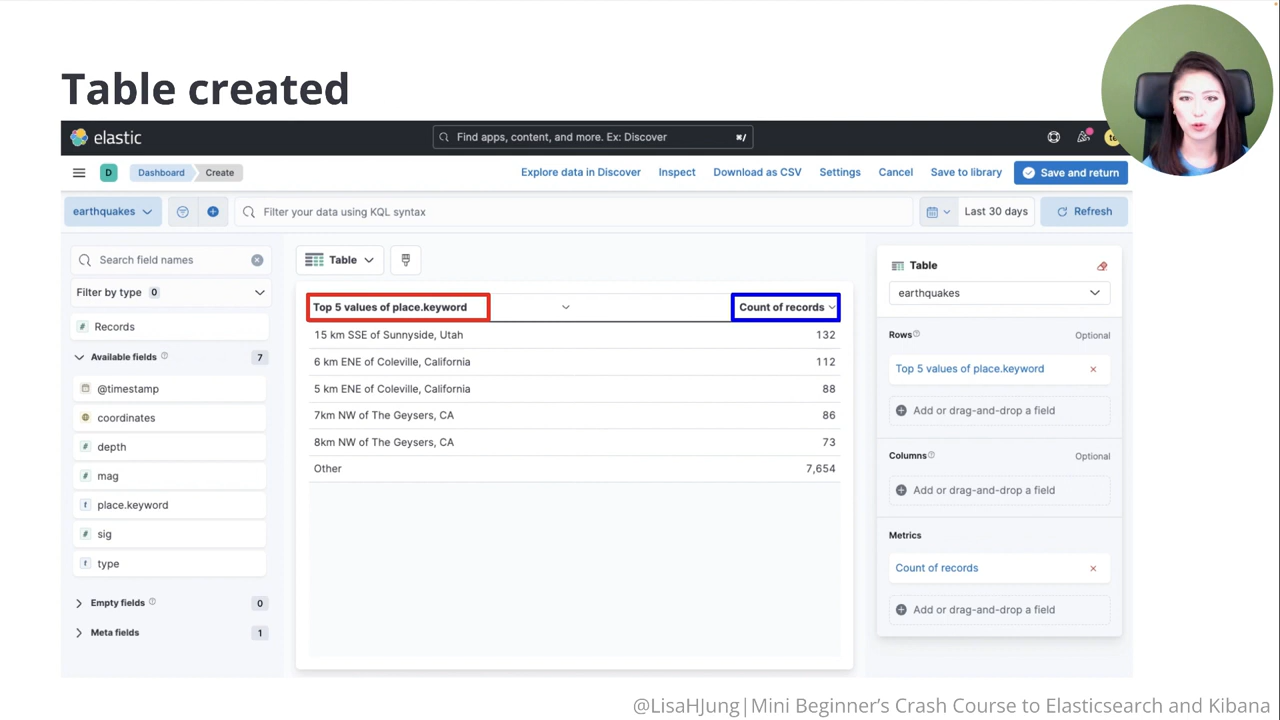 Table created
elastic
Find apps, content, and more. Ex: Discover
⌘/
te
D
Dashboard
Create
Explore data in Discover
Inspect
Download as CSV
Settings
Cancel
Save to library
Save and return
earthquakes
Filter your data using KQL syntax
Last 30 days
Refresh
Search field names
Filter by type 0
Records
Available fields 7
@timestamp
coordinates
depth
mag
place.keyword
sig
type
Empty fields 0
Meta fields 1
Table
Top 5 values of place.keyword Count of records
15 km SSE of Sunnyside, Utah 132
6 km ENE of Coleville, California 112
5 km ENE of Coleville, California 88
7km NW of The Geysers, CA 86
8km NW of The Geysers, CA 73
Other 7,654
Table
earthquakes
Rows Optional
Top 5 values of place.keyword
Add or drag-and-drop a field
Columns Optional
Add or drag-and-drop a field
Metrics
Count of records
Add or drag-and-drop a field
@LisaHJung|Mini Beginner’s Crash Course to Elasticsearch and Kibana